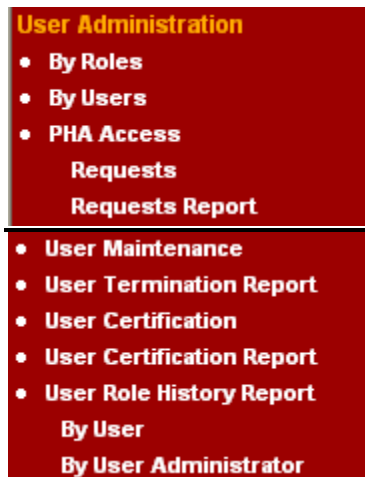 User Administration
• By Roles
• By Users
• PHA Access
Requests
Requests Report
• User Maintenance
• User Termination Report
• User Certification
• User Certification Report
• User Role History Report
By User
By User Administrator